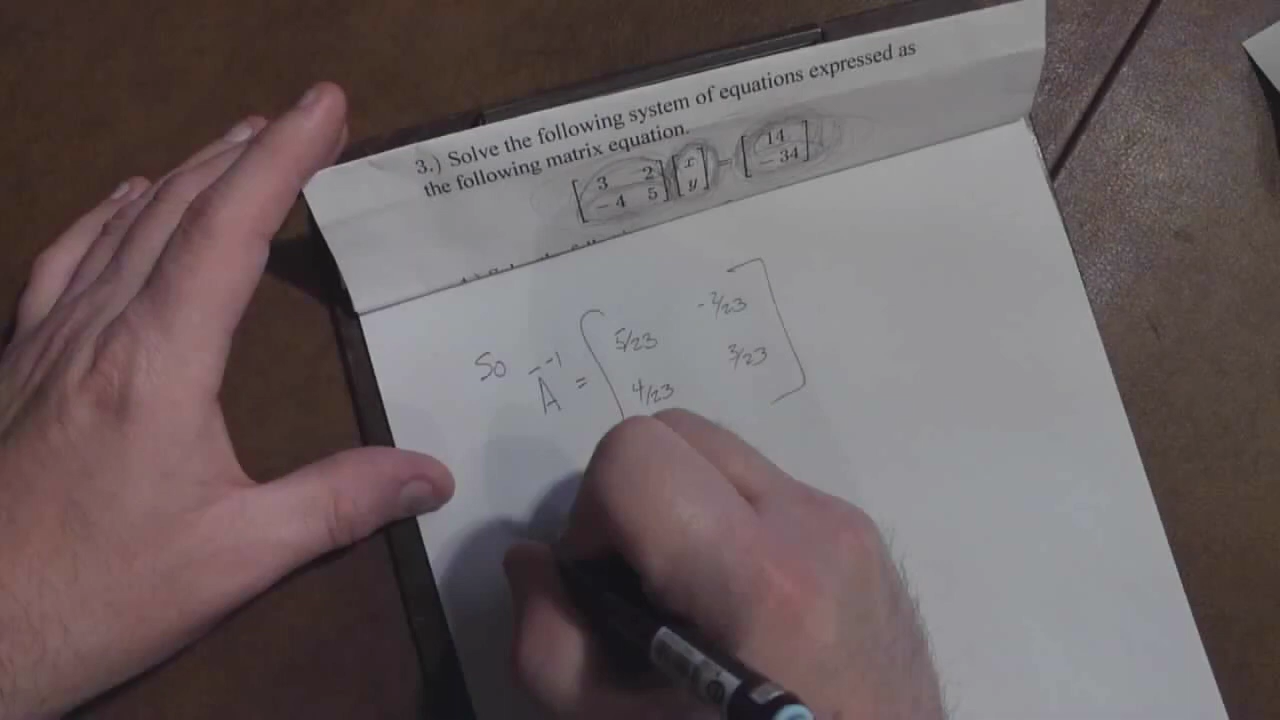 3.) Solve the following system of equations expressed as
the following matrix equation.
[ 3 2 ] [ x ] = [ 14 ]
[ -4 5 ] [ y ] [ -34 ]
So A⁻¹ = [ 5/23 -2/23 ]
[ 4/23 3/23 ]